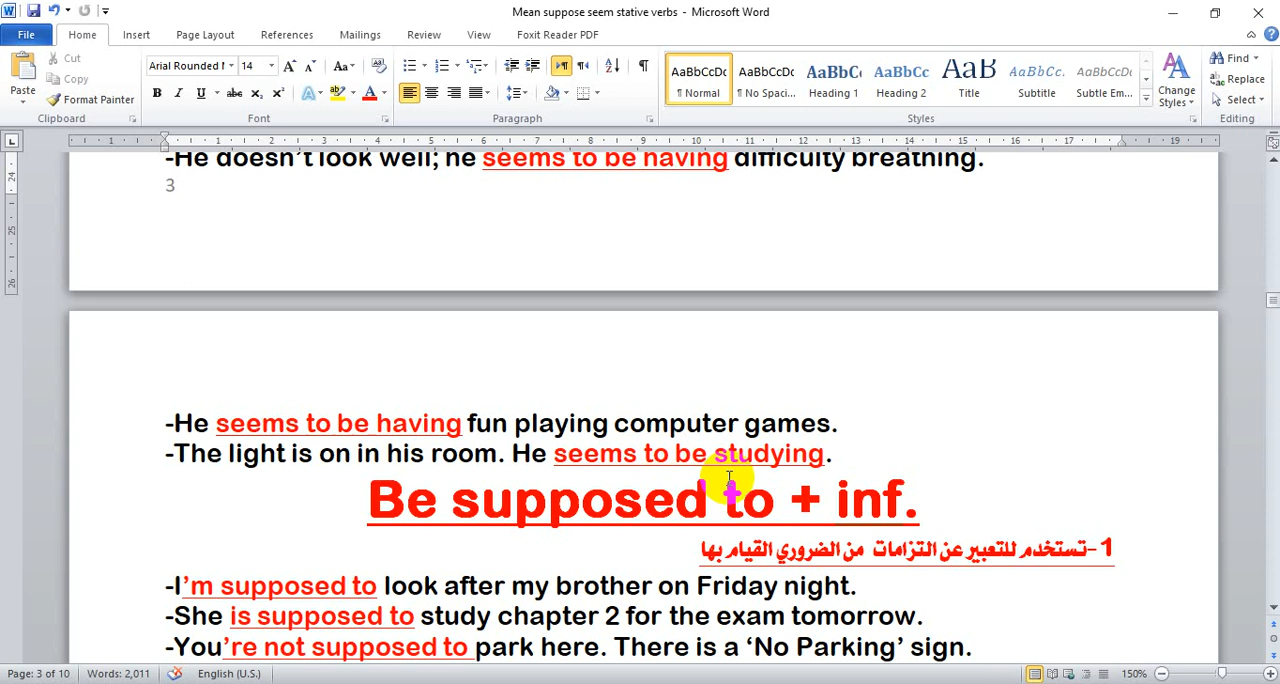 Mean suppose seem stative verbs - Microsoft Word
File Home Insert Page Layout References Mailings Review View Foxit Reader PDF
Paste Cut Copy Format Painter
Clipboard
Arial Rounded 14
Font
Paragraph
AaBbCcDc AaBbCcDc AaBbC AaBbCc AaB AaBbCc. AaBbCcDc
¶ Normal ¶ No Spaci... Heading 1 Heading 2 Title Subtitle Subtle Em...
Change Styles
Styles
Find Replace Select
Editing
-He doesn't look well; he seems to be having difficulty breathing.
3
-He seems to be having fun playing computer games.
-The light is on in his room. He seems to be studying.
Be supposed to + inf.
1-تستخدم للتعبير عن التزامات من الضروري القيام بها
-I'm supposed to look after my brother on Friday night.
-She is supposed to study chapter 2 for the exam tomorrow.
-You're not supposed to park here. There is a ‘No Parking’ sign.
Page: 3 of 10 Words: 2,011 English (U.S.) 150%